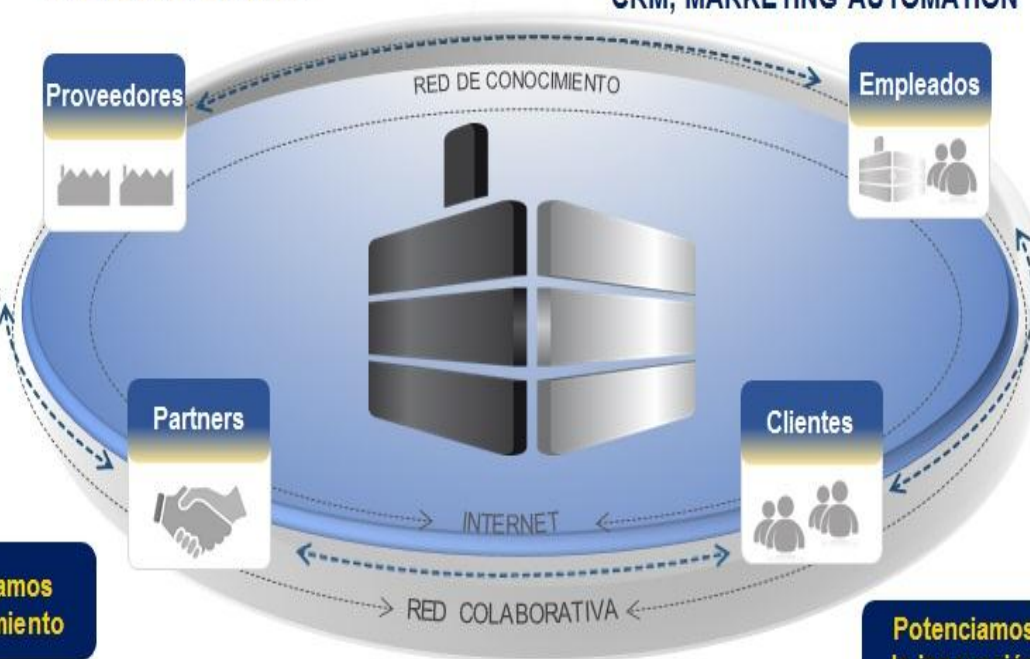 CRM, MARKETING AUTOMATION
RED DE CONOCIMIENTO
Proveedores
Empleados
Partners
Clientes
INTERNET
RED COLABORATIVA
Potenciamos